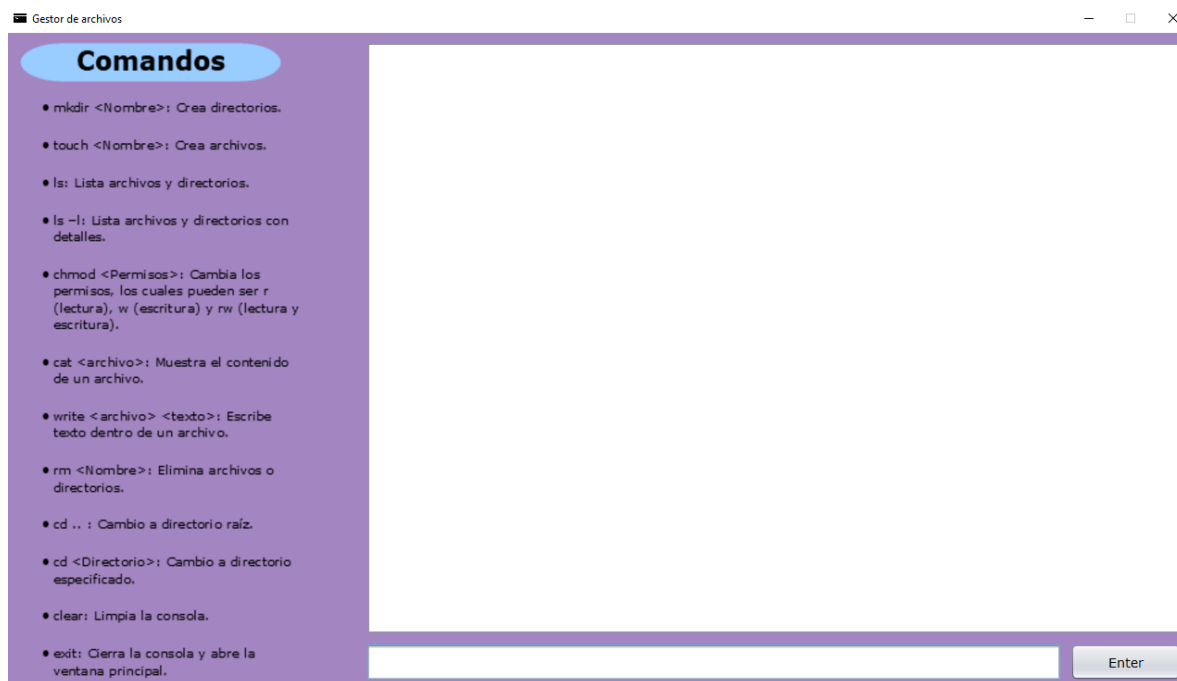 Gestor de archivos
Comandos
• mkdir <Nombre>: Crea directorios.
• touch <Nombre>: Crea archivos.
• ls: Lista archivos y directorios.
• ls –l: Lista archivos y directorios con
detalles.
• chmod <Permisos>: Cambia los
permisos, los cuales pueden ser r
(lectura), w (escritura) y rw (lectura y
escritura).
• cat <archivo>: Muestra el contenido
de un archivo.
• write <archivo> <texto>: Escribe
texto dentro de un archivo.
• rm <Nombre>: Elimina archivos o
directorios.
• cd .. : Cambio a directorio raíz.
• cd <Directorio>: Cambio a directorio
especificado.
• clear: Limpia la consola.
• exit: Cierra la consola y abre la
ventana principal.
Enter